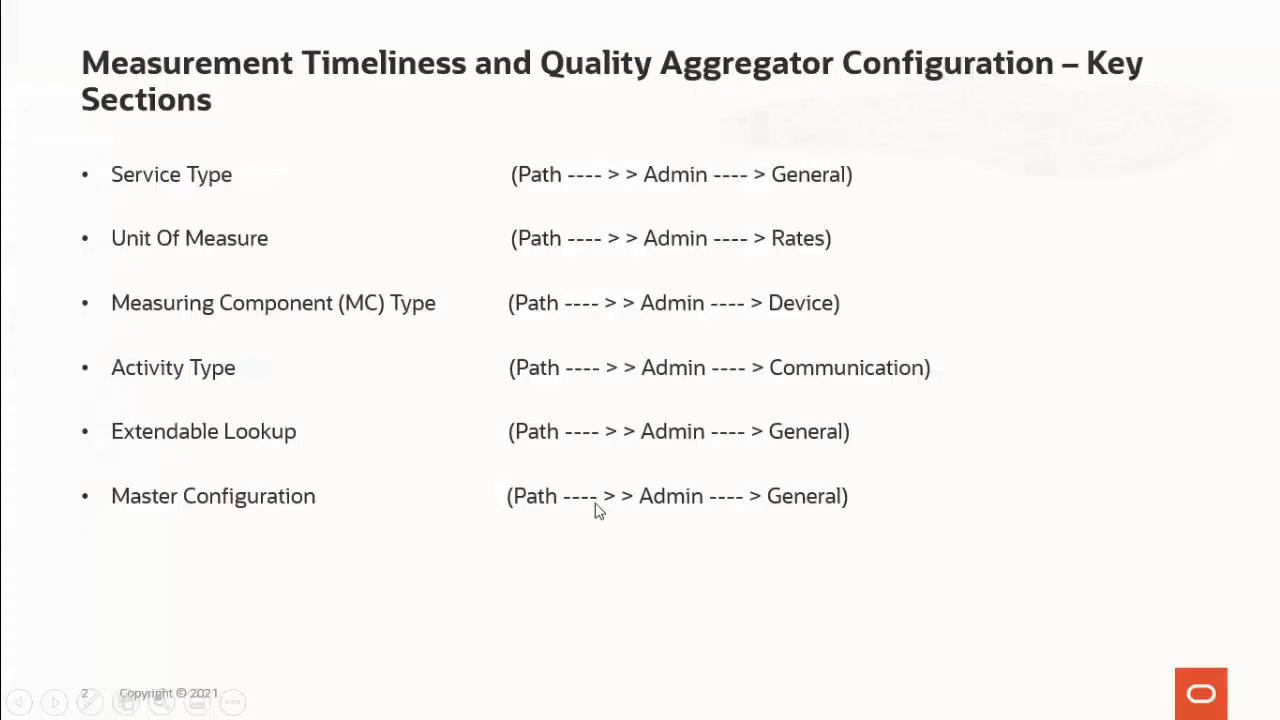 Measurement Timeliness and Quality Aggregator Configuration – Key
Sections
• Service Type (Path ---- > > Admin ---- > General)
• Unit Of Measure (Path ---- > > Admin ---- > Rates)
• Measuring Component (MC) Type (Path ---- > > Admin ---- > Device)
• Activity Type (Path ---- > > Admin ---- > Communication)
• Extendable Lookup (Path ---- > > Admin ---- > General)
• Master Configuration (Path ---- > > Admin ---- > General)
2 Copyright © 2021